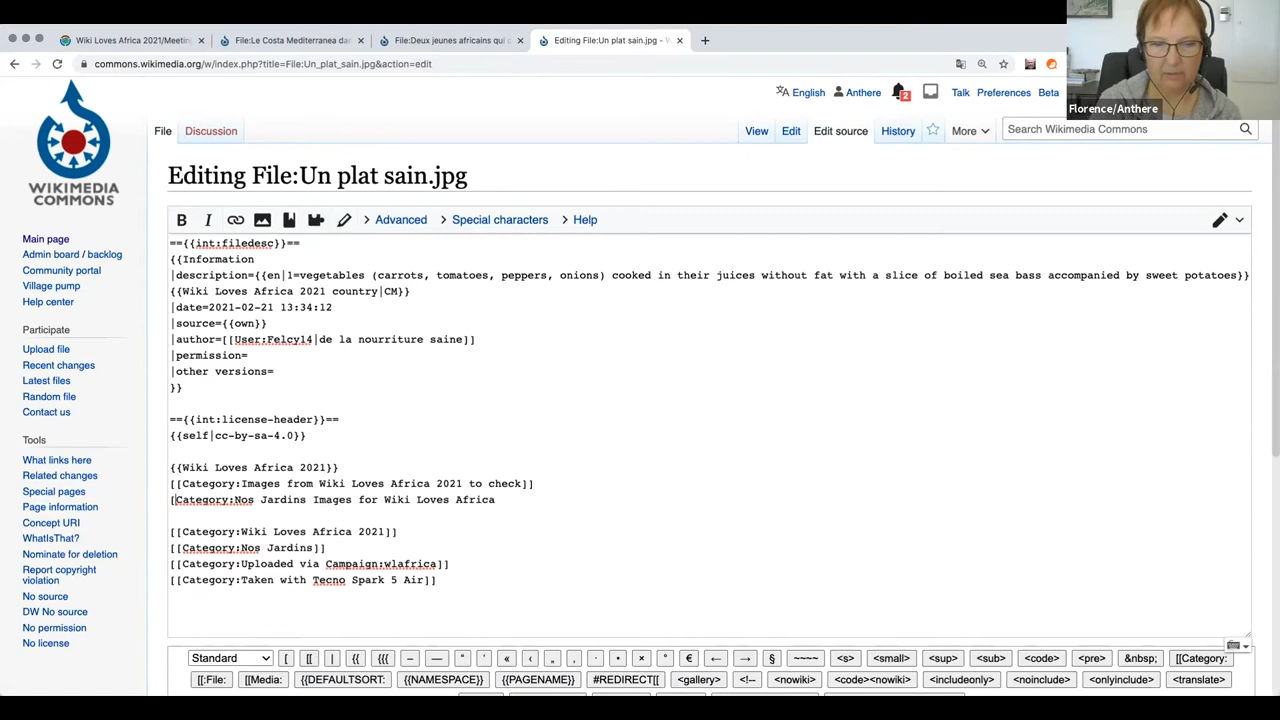 Wiki Loves Africa 2021/Meetin
File:Le Costa Mediterranea da
File:Deux jeunes africains qui
Editing File:Un plat sain.jpg -
commons.wikimedia.org/w/index.php?title=File:Un_plat_sain.jpg&action=edit
Florence/Anthere
English
Anthere
2
Talk
Preferences
Beta
File
Discussion
View
Edit
Edit source
History
More
Search Wikimedia Commons
WIKIMEDIA
COMMONS
Editing File:Un plat sain.jpg
B I
Advanced
Special characters
Help
Main page
Admin board / backlog
Community portal
Village pump
Help center
Participate
Upload file
Recent changes
Latest files
Random file
Contact us
Tools
What links here
Related changes
Special pages
Page information
Concept URI
WhatIsThat?
Nominate for deletion
Report copyright
violation
No source
DW No source
No permission
No license
=={{int:filedesc}}==
{{Information
|description={{en|1=vegetables (carrots, tomatoes, peppers, onions) cooked in their juices without fat with a slice of boiled sea bass accompanied by sweet potatoes}}
{{Wiki Loves Africa 2021 country|CM}}
|date=2021-02-21 13:34:12
|source={{own}}
|author=[[User:Felcy14|de la nourriture saine]]
|permission=
|other versions=
}}
=={{int:license-header}}==
{{self|cc-by-sa-4.0}}
{{Wiki Loves Africa 2021}}
[[Category:Images from Wiki Loves Africa 2021 to check]]
[Category:Nos Jardins Images for Wiki Loves Africa
[[Category:Wiki Loves Africa 2021]]
[[Category:Nos Jardins]]
[[Category:Uploaded via Campaign:wlafrica]]
[[Category:Taken with Tecno Spark 5 Air]]
Standard [ [[ | {{ {{{ – — “ ‘ « ‹ „ ‚ · • × ° € ← → § ~~~~ <s> <small> <sup> <sub> <code> <pre> &nbsp; [[Category:
[[:File: [[Media: {{DEFAULTSORT: {{NAMESPACE}} {{PAGENAME}} #REDIRECT[[ <gallery> <!-- <nowiki> <code><nowiki> <includeonly> <noinclude> <onlyinclude> <translate>